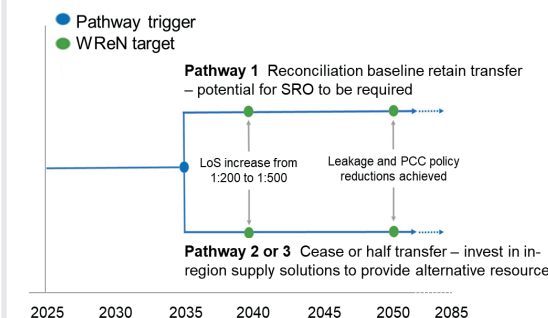 Pathway trigger
WReN target
Pathway 1 Reconciliation baseline retain transfer
– potential for SRO to be required
LoS increase from
1:200 to 1:500
Leakage and PCC policy
reductions achieved
Pathway 2 or 3 Cease or half transfer – invest in in-
region supply solutions to provide alternative resource
2025 2030 2035 2040 2045 2050 2085